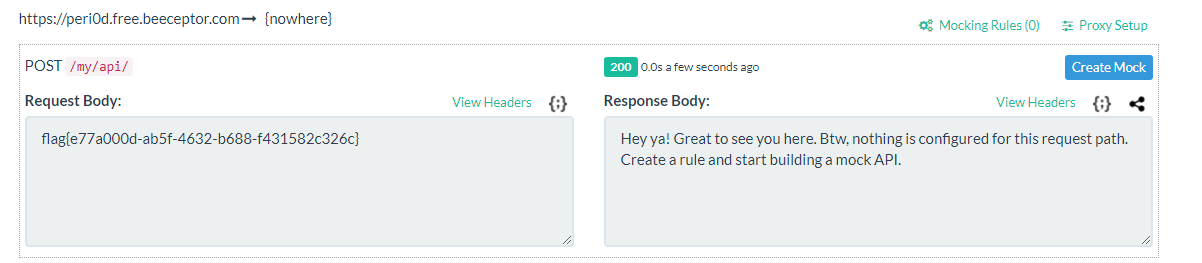 https://peri0d.free.beeceptor.com→ {nowhere}
Mocking Rules (0) Proxy Setup
POST /my/api/
200 0.0s a few seconds ago
Create Mock
Request Body: View Headers {;}
Response Body: View Headers {;}
flag{e77a000d-ab5f-4632-b688-f431582c326c}
Hey ya! Great to see you here. Btw, nothing is configured for this request path.
Create a rule and start building a mock API.